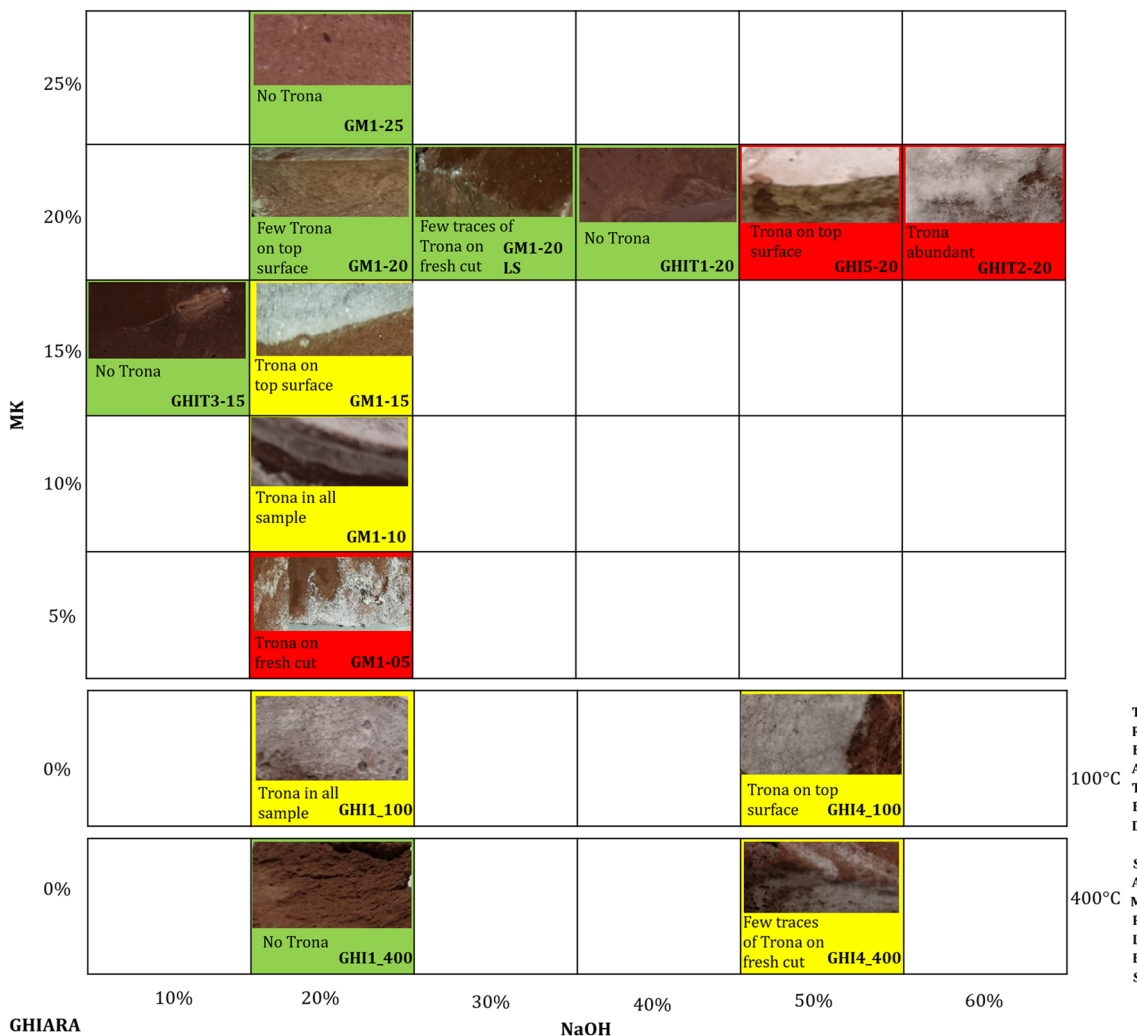 25%
No Trona
GM1-25
20%
Few Trona
on top
surface
GM1-20
Few traces of
Trona on
fresh cut
GM1-20
LS
No Trona
GHIT1-20
Trona on top
surface
GHI5-20
Trona
abundant
GHIT2-20
15%
No Trona
GHIT3-15
Trona on
top surface
GM1-15
MK
10%
Trona in all
sample
GM1-10
5%
Trona on
fresh cut
GM1-05
0%
Trona in all
sample
GHI1_100
Trona on top
surface
GHI4_100
100°C
0%
No Trona
GHI1_400
Few traces
of Trona on
fresh cut
GHI4_400
400°C
TREATED
SAMPLES
10%
20%
30%
40%
50%
60%
GHIARA
NaOH